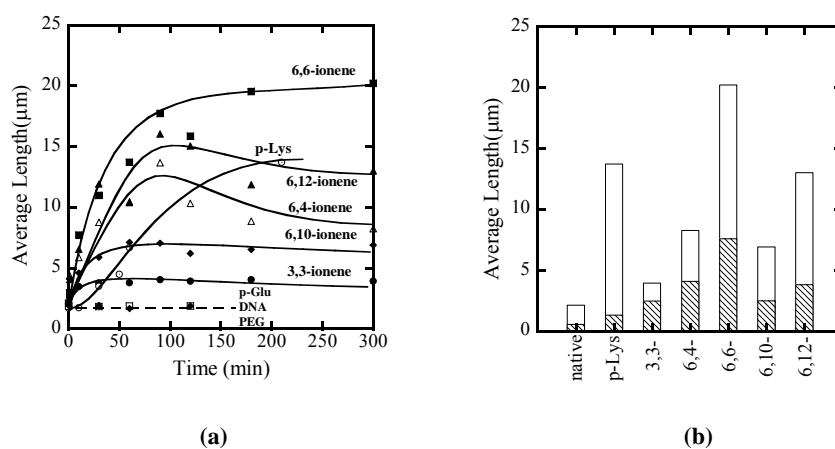 25
20
15
10
5
0
0
50
100
150
200
250
300
Average Length(μm)
Time (min)
6,6-ionene
p-Lys
6,12-ionene
6,4-ionene
6,10-ionene
3,3-ionene
p-Glu
DNA
PEG
(a)
25
20
15
10
5
0
Average Length(μm)
native
p-Lys
3,3-
6,4-
6,6-
6,10-
6,12-
(b)